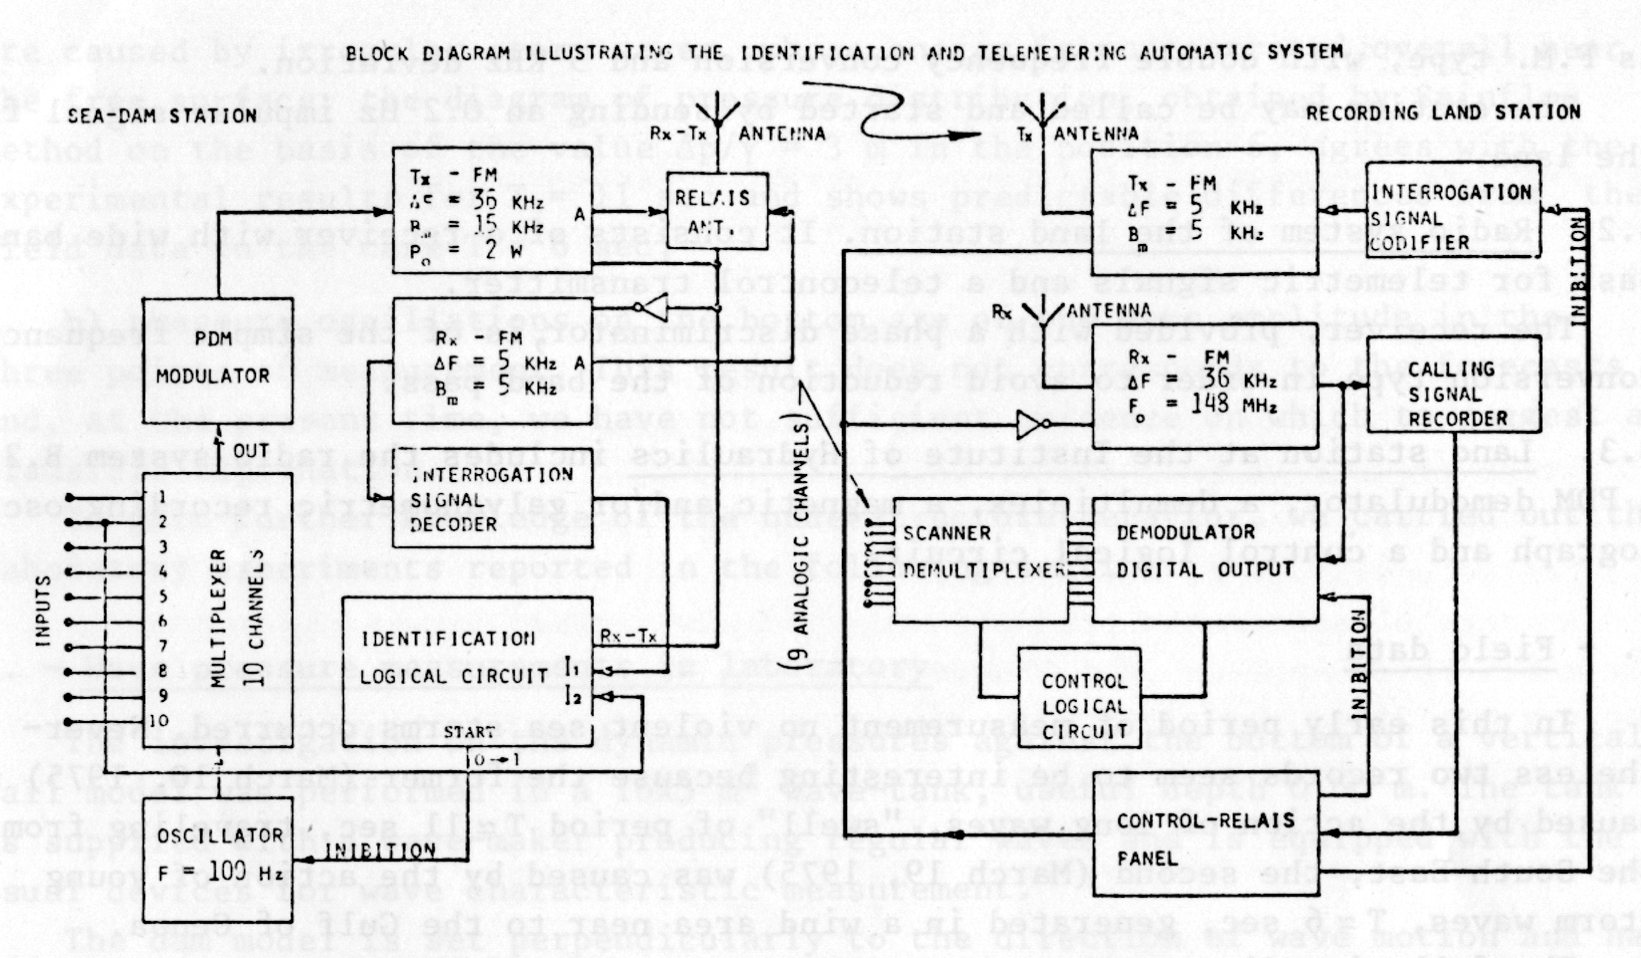 BLOCK DIAGRAM ILLUSTRATING THE IDENTIFICATION AND TELEMETERING AUTOMATIC SYSTEM
SEA-DAM STATION
Rx-Tx ANTENNA
Tx - FM
ΔF = 36 KHz
Bm = 15 KHz
Po = 2 W
A
RELAIS
ANT.
PDM
MODULATOR
Rx - FM
ΔF = 5 KHz
Bm = 5 KHz
A
OUT
INTERROGATION
SIGNAL
DECODER
INPUTS
1
2
3
4
5
6
7
8
9
10
MULTIPLEXER
10 CHANNELS
IDENTIFICATION
LOGICAL CIRCUIT
Rx-Tx
I1
I2
START
0→1
OSCILLATOR
F = 100 Hz
INIBITION
RECORDING LAND STATION
Tx ANTENNA
Tx - FM
ΔF = 5 KHz
Bm = 5 KHz
INTERROGATION
SIGNAL
CODIFIER
INIBITION
Rx ANTENNA
Rx - FM
ΔF = 36 KHz
Fo = 148 MHz
CALLING
SIGNAL
RECORDER
(9 ANALOGIC CHANNELS)
SCANNER
DEMULTIPLEXER
DEMODULATOR
DIGITAL OUTPUT
CONTROL
LOGICAL
CIRCUIT
INIBITION
CONTROL-RELAIS
PANEL